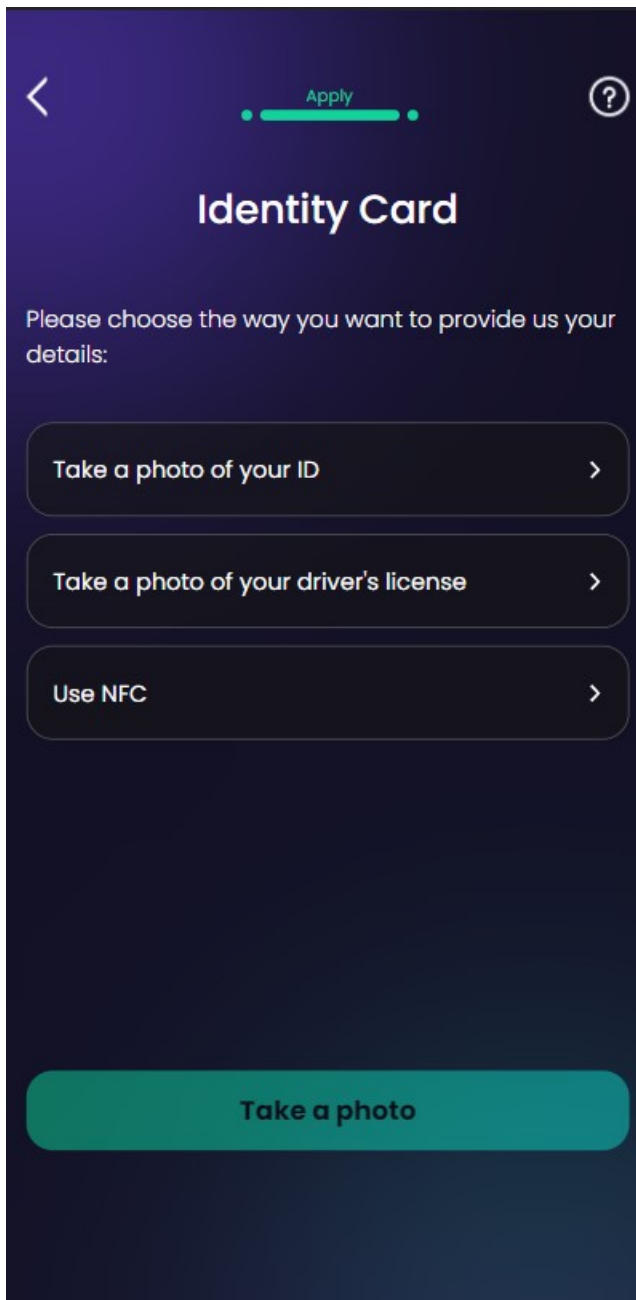 Apply
?
Identity Card
Please choose the way you want to provide us your
details:
Take a photo of your ID
Take a photo of your driver's license
Use NFC
Take a photo